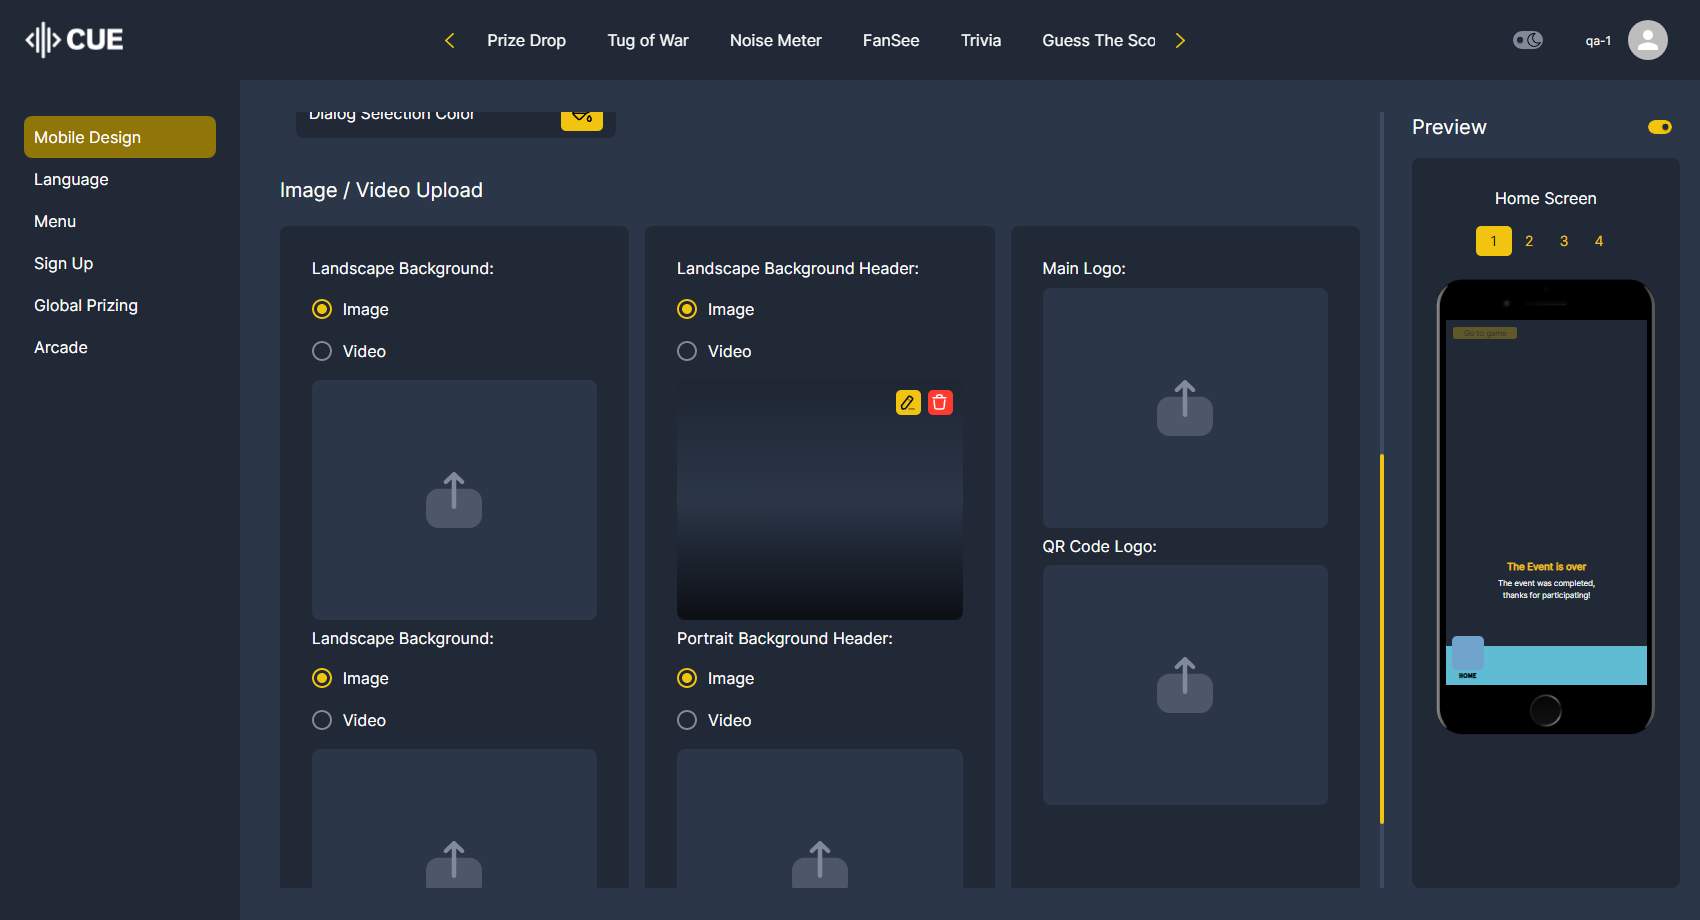 CUE
Prize Drop
Tug of War
Noise Meter
FanSee
Trivia
Guess The Sco
qa-1
Mobile Design
Language
Menu
Sign Up
Global Prizing
Arcade
Dialog Selection Color
Image / Video Upload
Landscape Background:
Image
Video
Landscape Background:
Image
Video
Landscape Background Header:
Image
Video
Portrait Background Header:
Image
Video
Main Logo:
QR Code Logo:
Preview
Home Screen
1 2 3 4
Go to game
The Event is over
The event was completed,
thanks for participating!
HOME